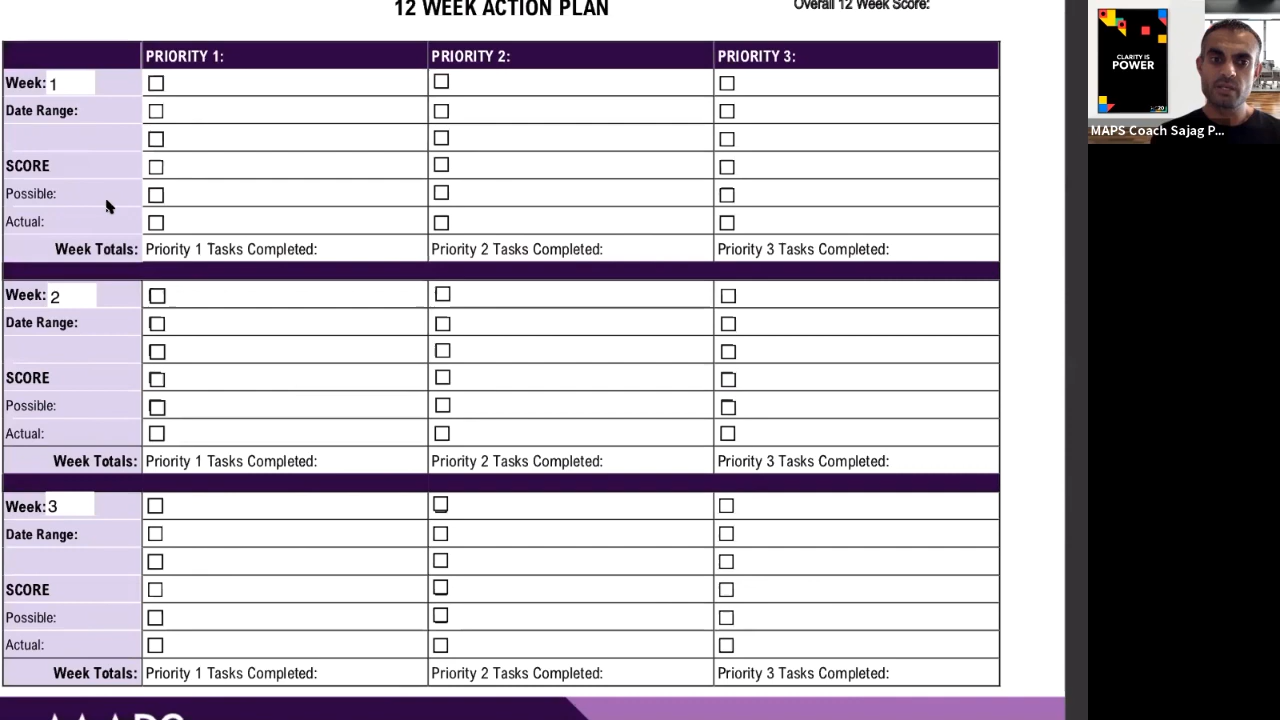 12 WEEK ACTION PLAN
Overall 12 Week Score:
PRIORITY 1: PRIORITY 2: PRIORITY 3:
Week: 1
Date Range:
SCORE
Possible:
Actual:
Week Totals: Priority 1 Tasks Completed: Priority 2 Tasks Completed: Priority 3 Tasks Completed:
Week: 2
Date Range:
SCORE
Possible:
Actual:
Week Totals: Priority 1 Tasks Completed: Priority 2 Tasks Completed: Priority 3 Tasks Completed:
Week: 3
Date Range:
SCORE
Possible:
Actual:
Week Totals: Priority 1 Tasks Completed: Priority 2 Tasks Completed: Priority 3 Tasks Completed:
CLARITY IS
POWER
MAPS Coach Sajag P...